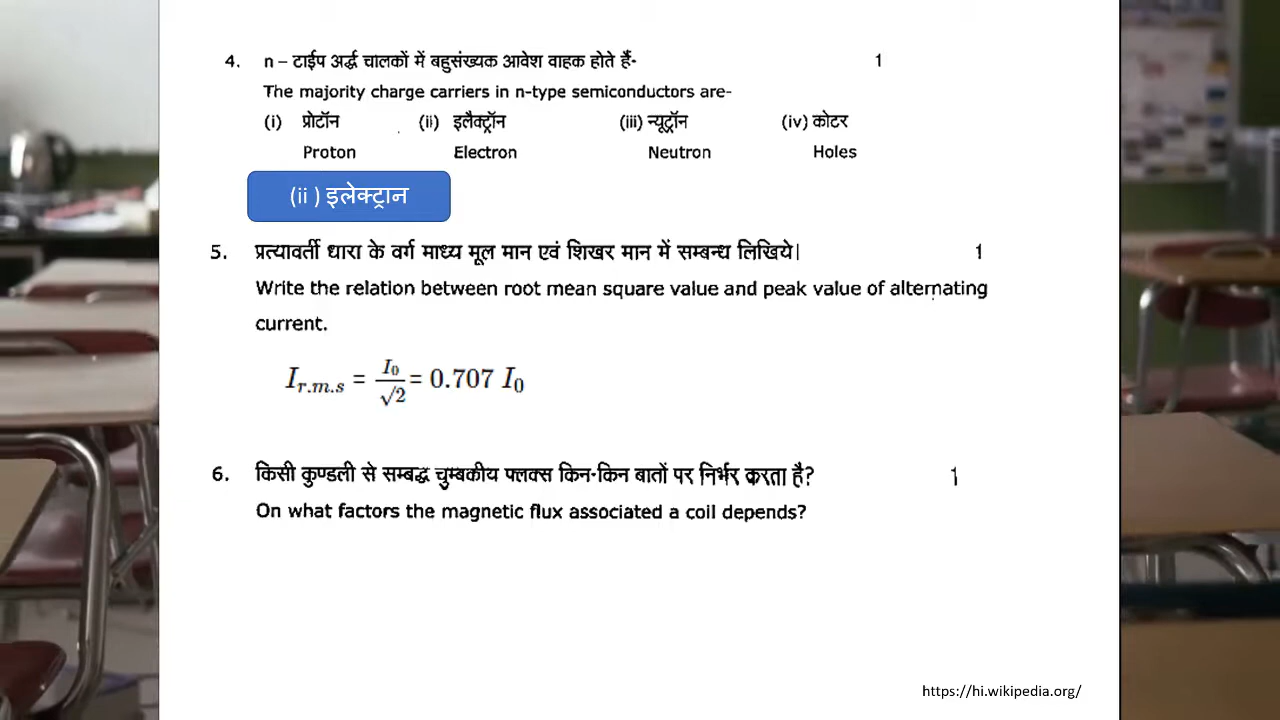 4. n – टाईप अर्द्ध चालकों में बहुसंख्यक आवेश वाहक होते हैं- 1
The majority charge carriers in n-type semiconductors are-
(i) प्रोटॉन (ii) इलैक्ट्रॉन (iii) न्यूट्रॉन (iv) कोटर
Proton Electron Neutron Holes
(ii ) इलेक्ट्रान
5. प्रत्यावर्ती धारा के वर्ग माध्य मूल मान एवं शिखर मान में सम्बन्ध लिखिये। 1
Write the relation between root mean square value and peak value of alternating
current.
I_{r.m.s} = \frac{I_0}{√2} = 0.707 I_0
6. किसी कुण्डली से सम्बद्ध चुम्बकीय फ्लक्स किन-किन बातों पर निर्भर करता है? 1
On what factors the magnetic flux associated a coil depends?
https://hi.wikipedia.org/